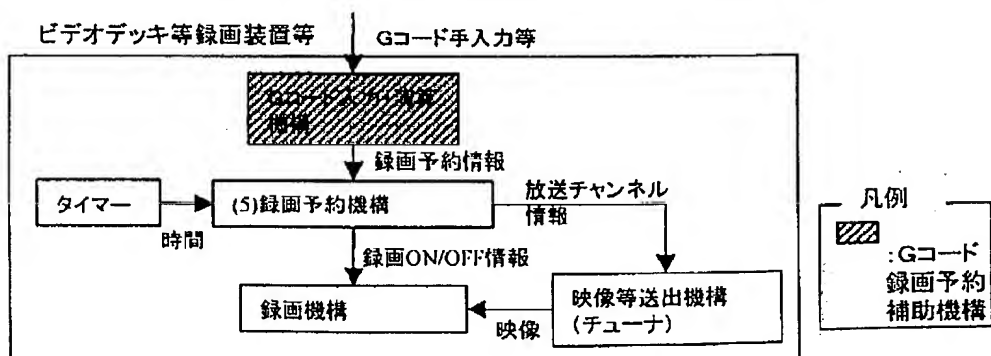 ビデオデッキ等録画装置等
Gコード手入力等
機構
録画予約情報
タイマー
時間
(5)録画予約機構
放送チャンネル
情報
録画ON/OFF情報
録画機構
映像
映像等送出機構
(チューナ)
凡例
:Gコード
録画予約
補助機構